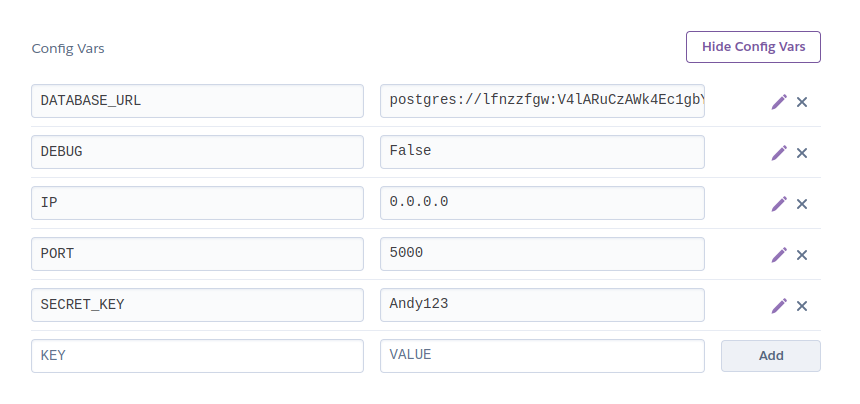 Config Vars
Hide Config Vars
DATABASE_URL
postgres://lfnzzfgw:V4lARuCzAWk4Ec1gb
DEBUG
False
IP
0.0.0.0
PORT
5000
SECRET_KEY
Andy123
KEY
VALUE
Add